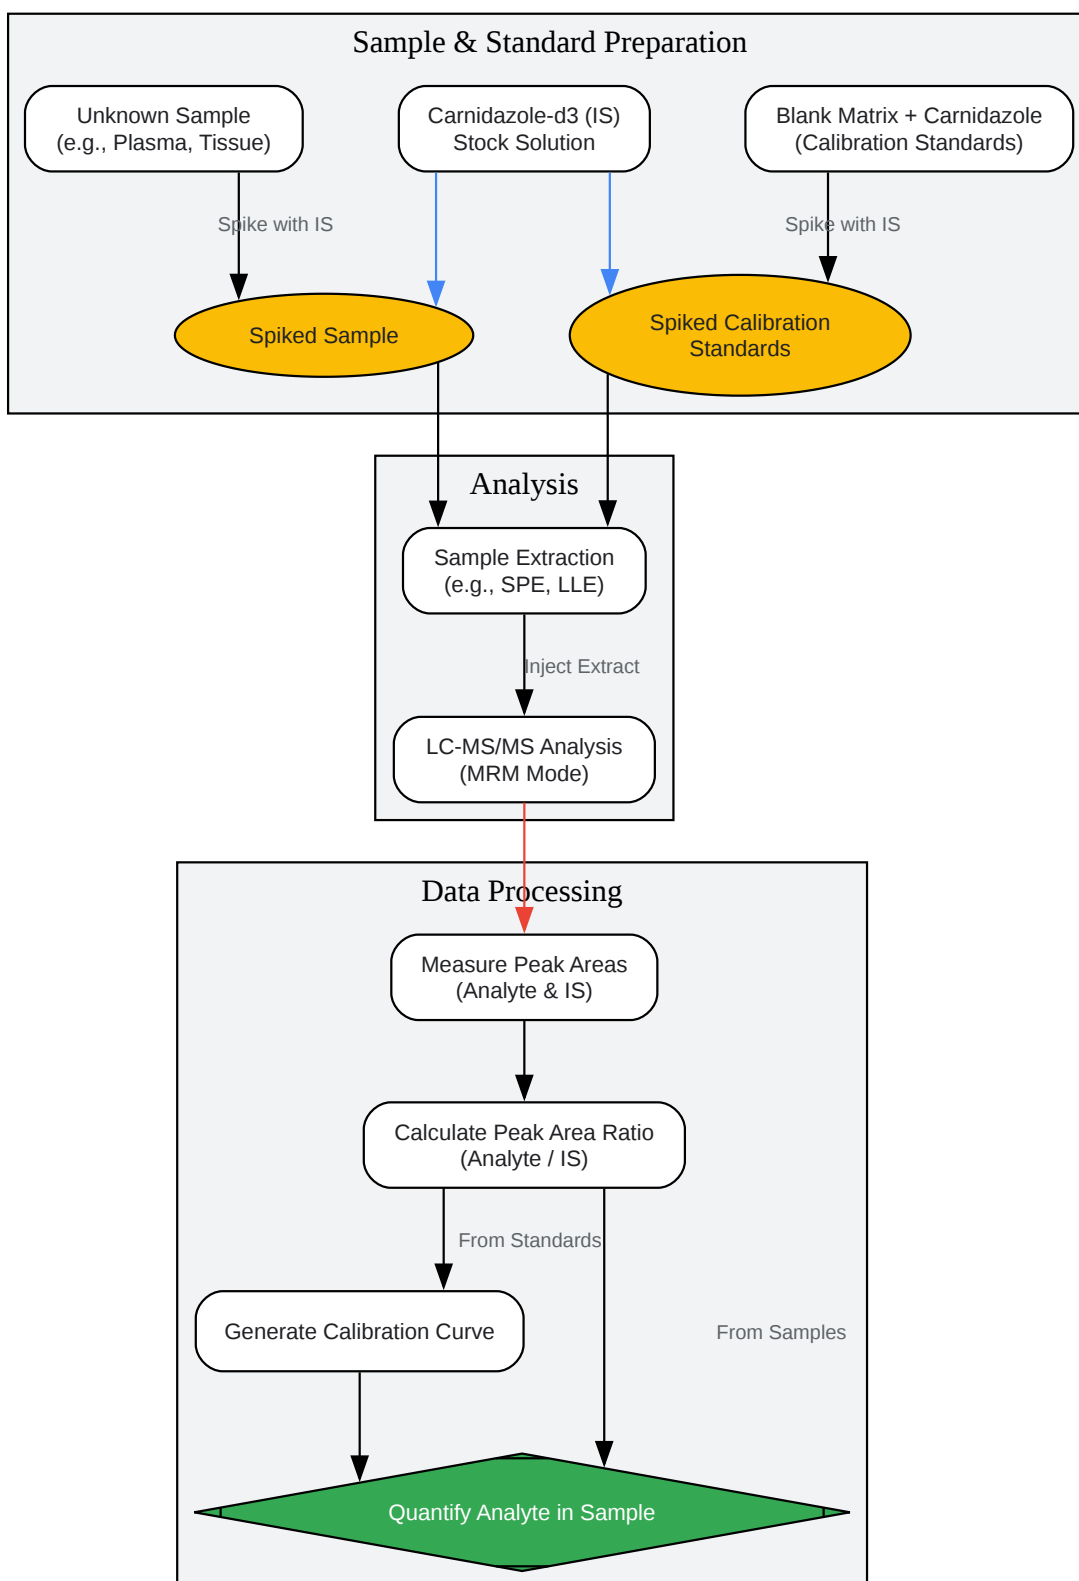 Sample & Standard Preparation
Unknown Sample
(e.g., Plasma, Tissue)
Carnidazole-d3 (IS)
Stock Solution
Blank Matrix + Carnidazole
(Calibration Standards)
Spike with IS
Spike with IS
Spiked Sample
Spiked Calibration
Standards
Analysis
Sample Extraction
(e.g., SPE, LLE)
Inject Extract
LC-MS/MS Analysis
(MRM Mode)
Data Processing
Measure Peak Areas
(Analyte & IS)
Calculate Peak Area Ratio
(Analyte / IS)
From Standards
Generate Calibration Curve
From Samples
Quantify Analyte in Sample